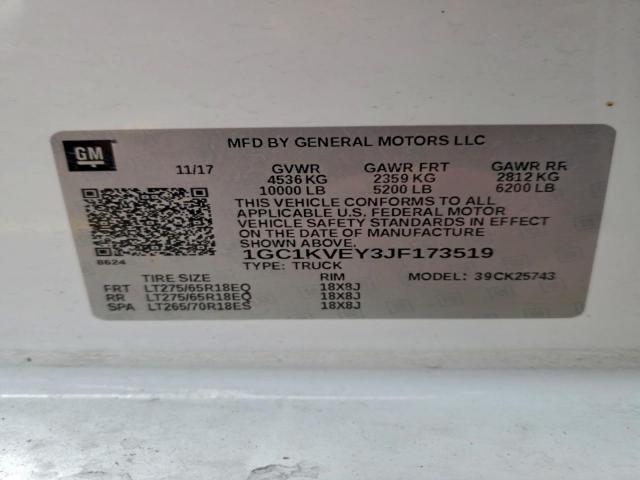 GM
MFD BY GENERAL MOTORS LLC
11/17 GVWR GAWR FRT GAWR RR
4536 KG 2359 KG 2812 KG
10000 LB 5200 LB 6200 LB
THIS VEHICLE CONFORMS TO ALL
APPLICABLE U.S. FEDERAL MOTOR
VEHICLE SAFETY STANDARDS IN EFFECT
ON THE DATE OF MANUFACTURE
SHOWN ABOVE.
8624
1GC1KVEY3JF173519
TYPE: TRUCK MODEL: 39CK25743
TIRE SIZE RIM
FRT LT275/65R18EQ 18X8J
RR LT275/65R18EQ 18X8J
SPA LT265/70R18ES 18X8J